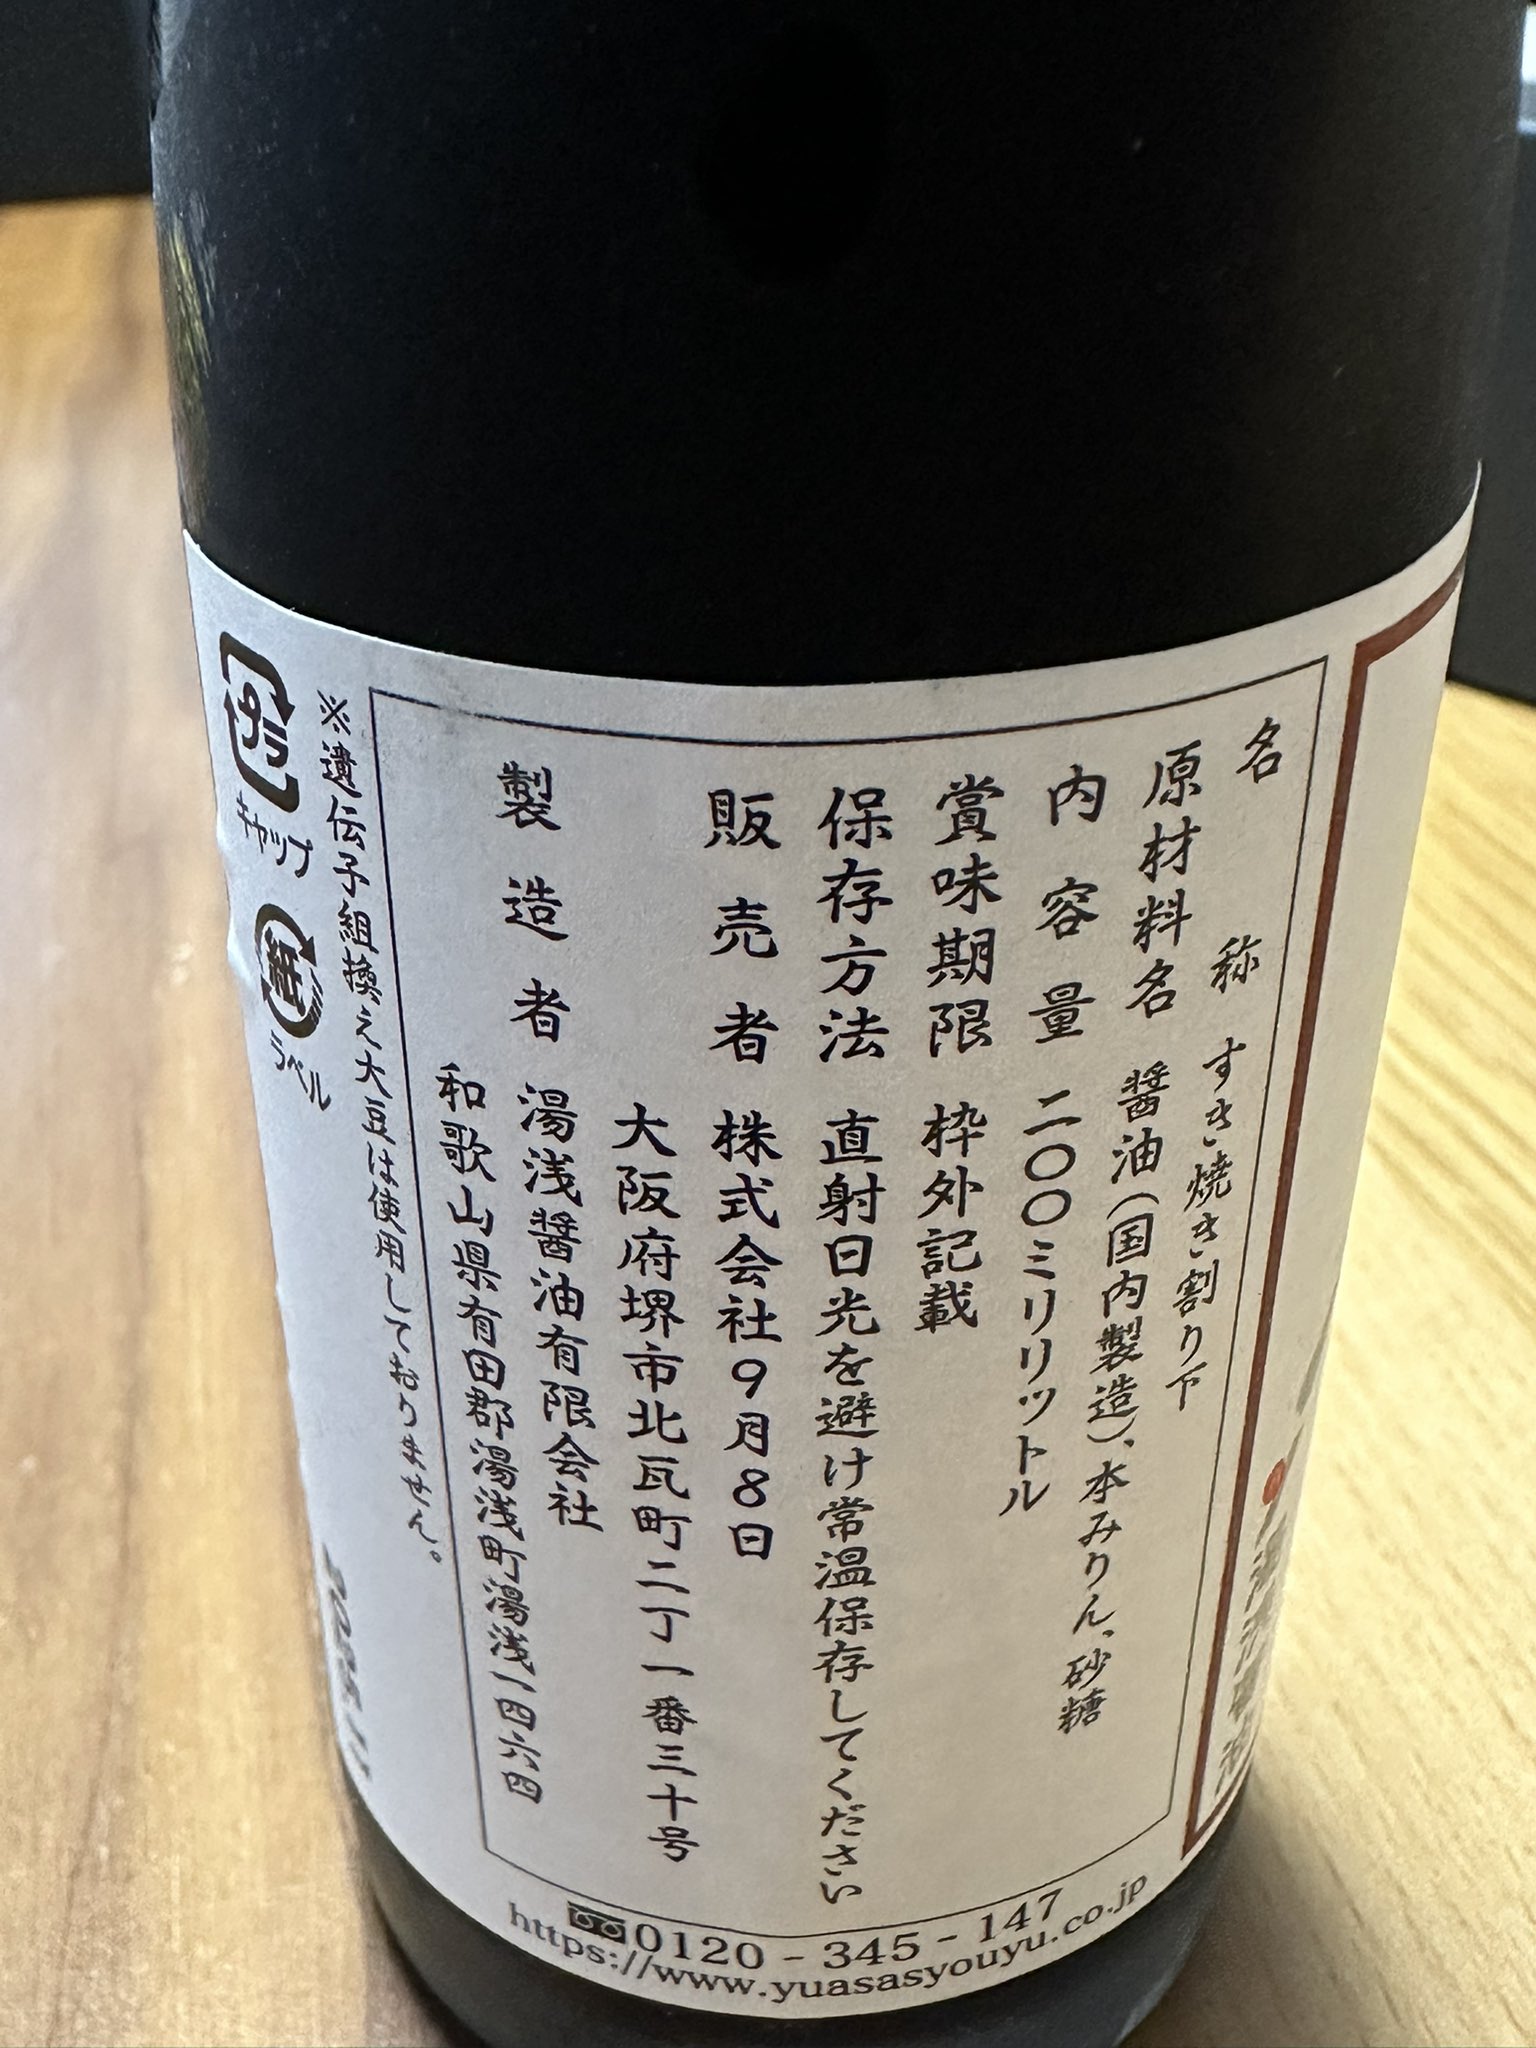 名称 すき焼き割り下
原材料名 醤油(国内製造)、本みりん、砂糖
内容量 二〇〇ミリリットル
賞味期限 枠外記載
保存方法 直射日光を避け常温保存してください
販売者 株式会社9月8日
大阪府堺市北瓦町二丁一番三十号
製造者 湯浅醤油有限会社
和歌山県有田郡湯浅町湯浅一四六四
※遺伝子組換え大豆は使用しておりません。
プラ
キャップ
紙
ラベル
0120-345-147
https://www.yuasasyouyu.co.jp